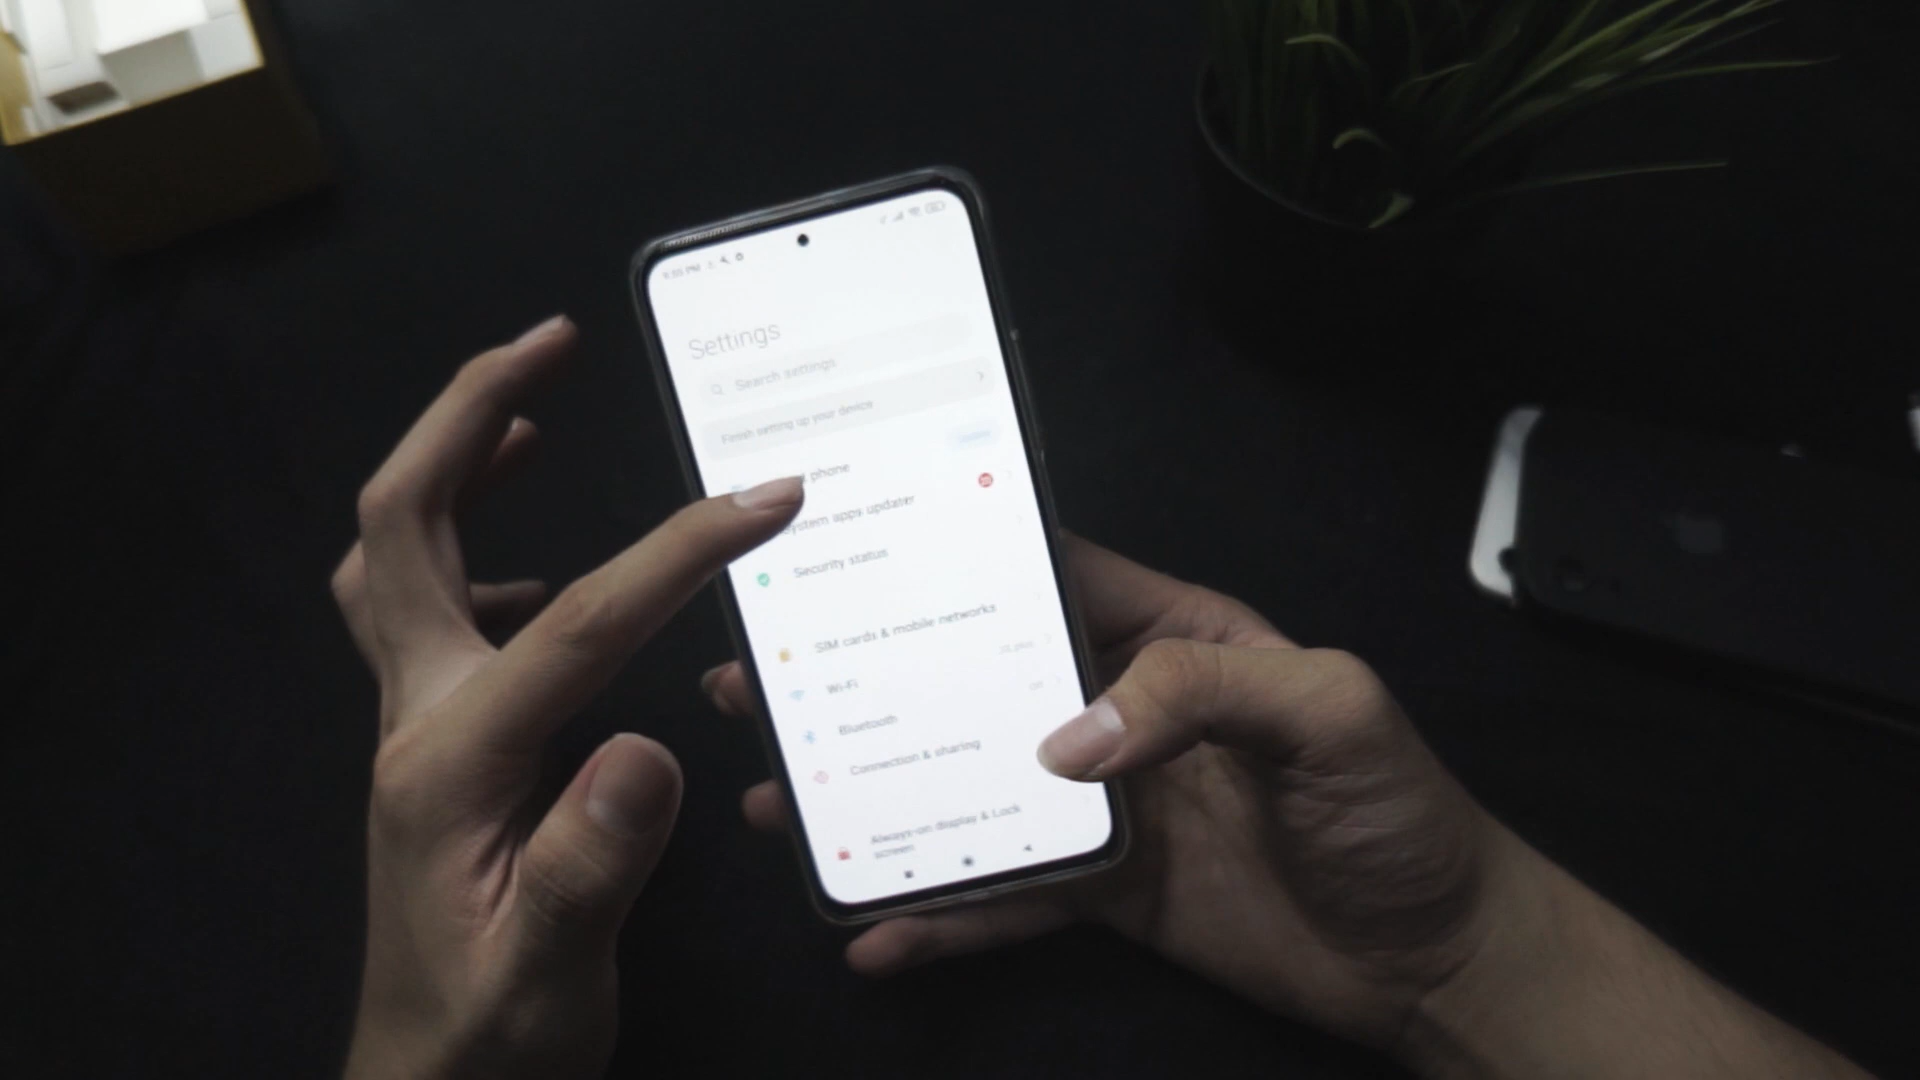 Settings
Search settings
Finish setting up your device
phone
System apps updater
Security status
SIM cards & mobile networks
Wi-Fi
Bluetooth
Off
Connection & sharing
Always-on display & Lock
screen